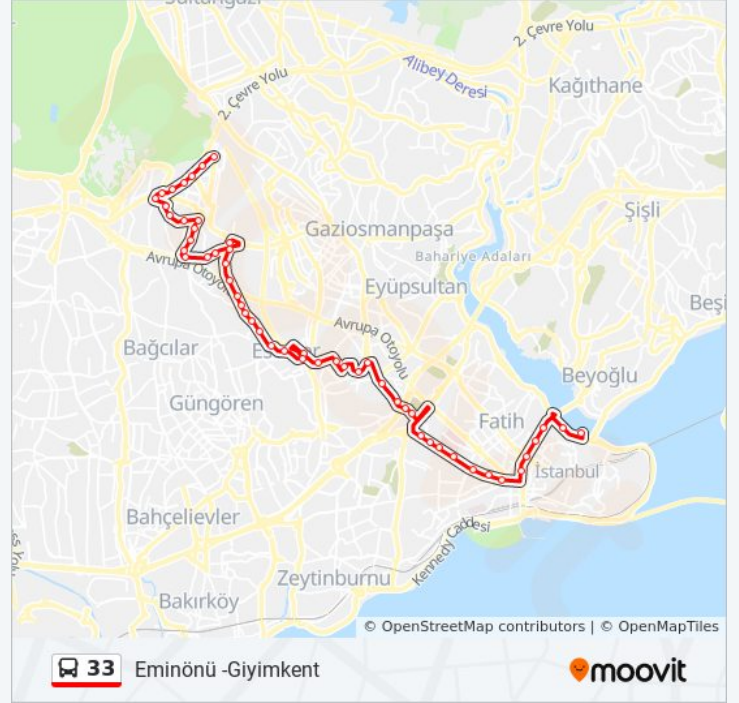 2. Çevre Yolu
Alibey Deresi
Kağıthane
2. Çevre Yolu
Şişli
Gaziosmanpaşa
Bahariye Adaları
Avrupa Otoyolu
Eyüpsultan
Avrupa Otoyolu
Bağcılar
Beyoğlu
Güngören
Fatih
İstanbul
Bahçelievler
Kennedy Caddesi
Zeytinburnu
Bakırköy
© OpenStreetMap contributors | © OpenMapTiles
33 Eminönü -Giyimkent
moovit